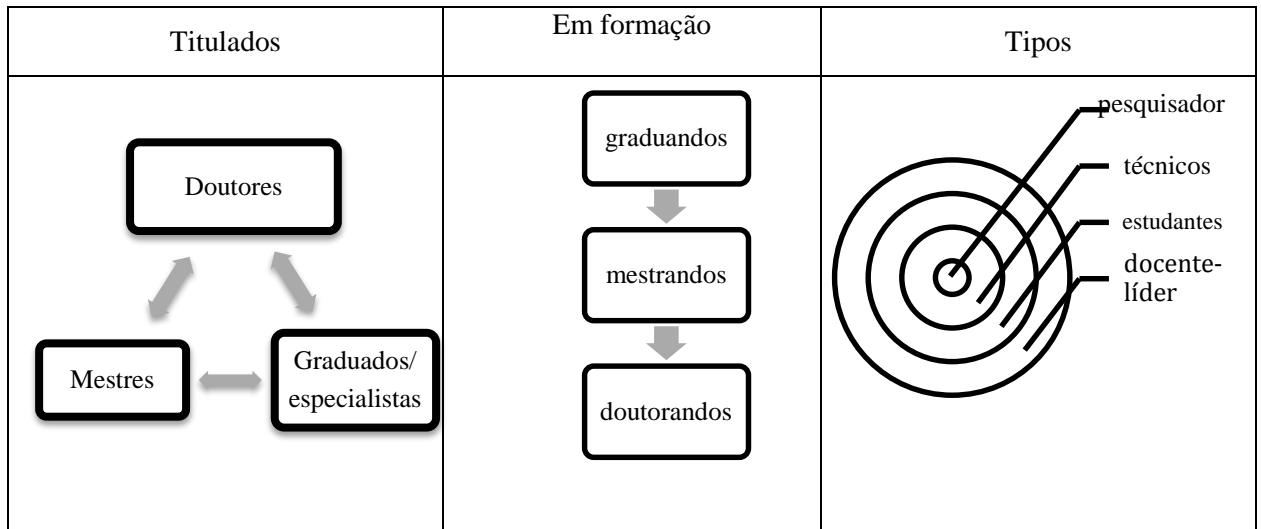 Titulados
Em formação
Tipos
Doutores
Mestres
Graduados/
especialistas
graduandos
mestrandos
doutorandos
pesquisador
técnicos
estudantes
docente-
líder